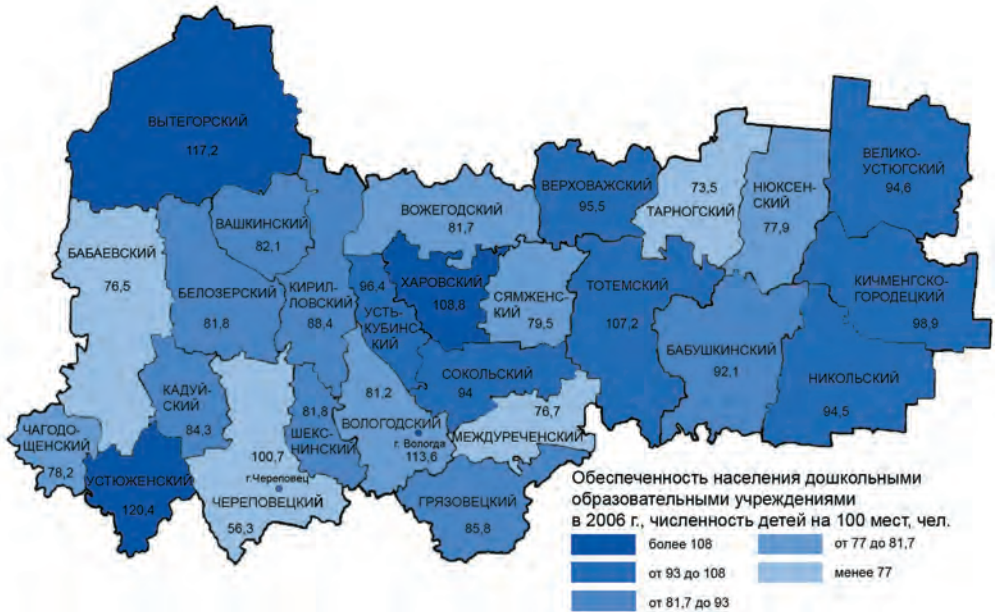 ВЫТЕГОРСКИЙ
117,2
ВЕЛИКО-
УСТЮГСКИЙ
94,6
ВЕРХОВАЖСКИЙ
95,5
73,5
ТАРНОГСКИЙ
НЮКСЕН-
СКИЙ
77,9
ВОЖЕГОДСКИЙ
81,7
ВАШКИНСКИЙ
82,1
БАБАЕВСКИЙ
76,5
БЕЛОЗЕРСКИЙ
81,8
КИРИЛ-
ЛОВСКИЙ
88,4
96,4
УСТЬ-
КУБИНСКИЙ
ХАРОВСКИЙ
108,8
СЯМЖЕНС-
КИЙ
79,5
ТОТЕМСКИЙ
107,2
КИЧМЕНГСКО-
ГОРОДЕЦКИЙ
98,9
БАБУШКИНСКИЙ
92,1
НИКОЛЬСКИЙ
94,5
СОКОЛЬСКИЙ
94
КАДУЙ-
СКИЙ
84,3
81,8
ШЕКС-
НИНСКИЙ
81,2
ВОЛОГОДСКИЙ
г. Вологда
113,6
76,7
МЕЖДУРЕЧЕНСКИЙ
ЧАГОДО-
ЩЕНСКИЙ
78,2
УСТЮЖЕНСКИЙ
120,4
100,7
г.Череповец
ЧЕРЕПОВЕЦКИЙ
56,3
ГРЯЗОВЕЦКИЙ
85,8
Обеспеченность населения дошкольными
образовательными учреждениями
в 2006 г., численность детей на 100 мест, чел.
более 108
от 93 до 108
от 81,7 до 93
от 77 до 81,7
менее 77